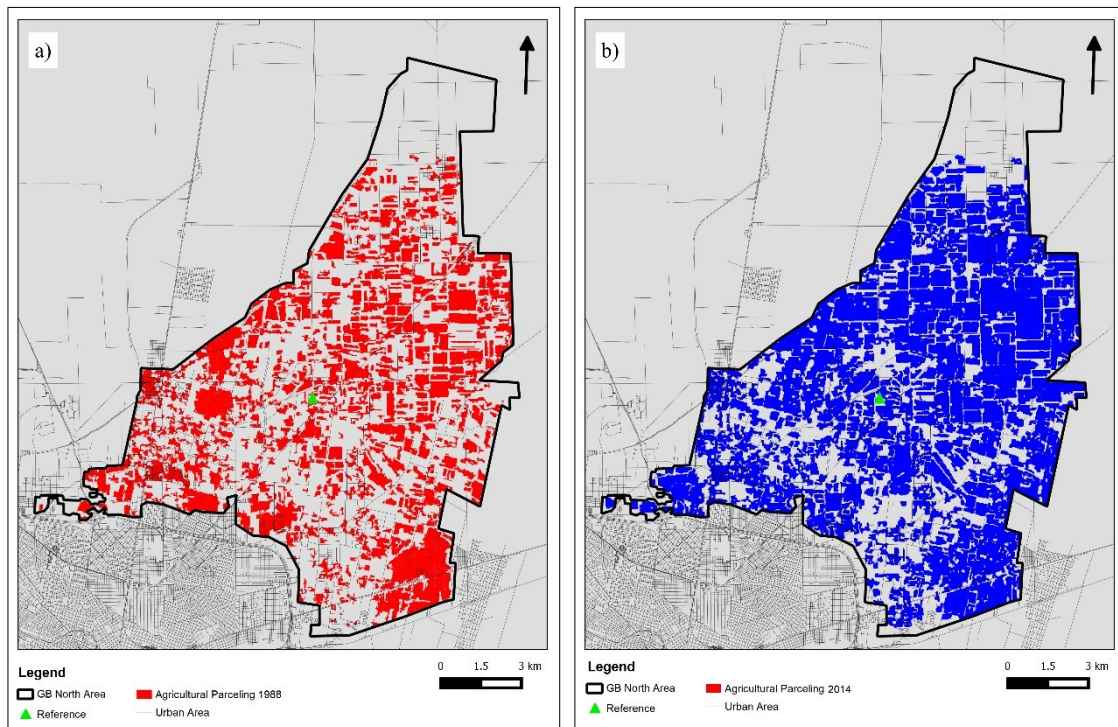 a)
Legend
0 1.5 3 km
GB North Area
Agricultural Parceling 1988
Reference
Urban Area
b)
Legend
0 1.5 3 km
GB North Area
Agricultural Parceling 2014
Reference
Urban Area